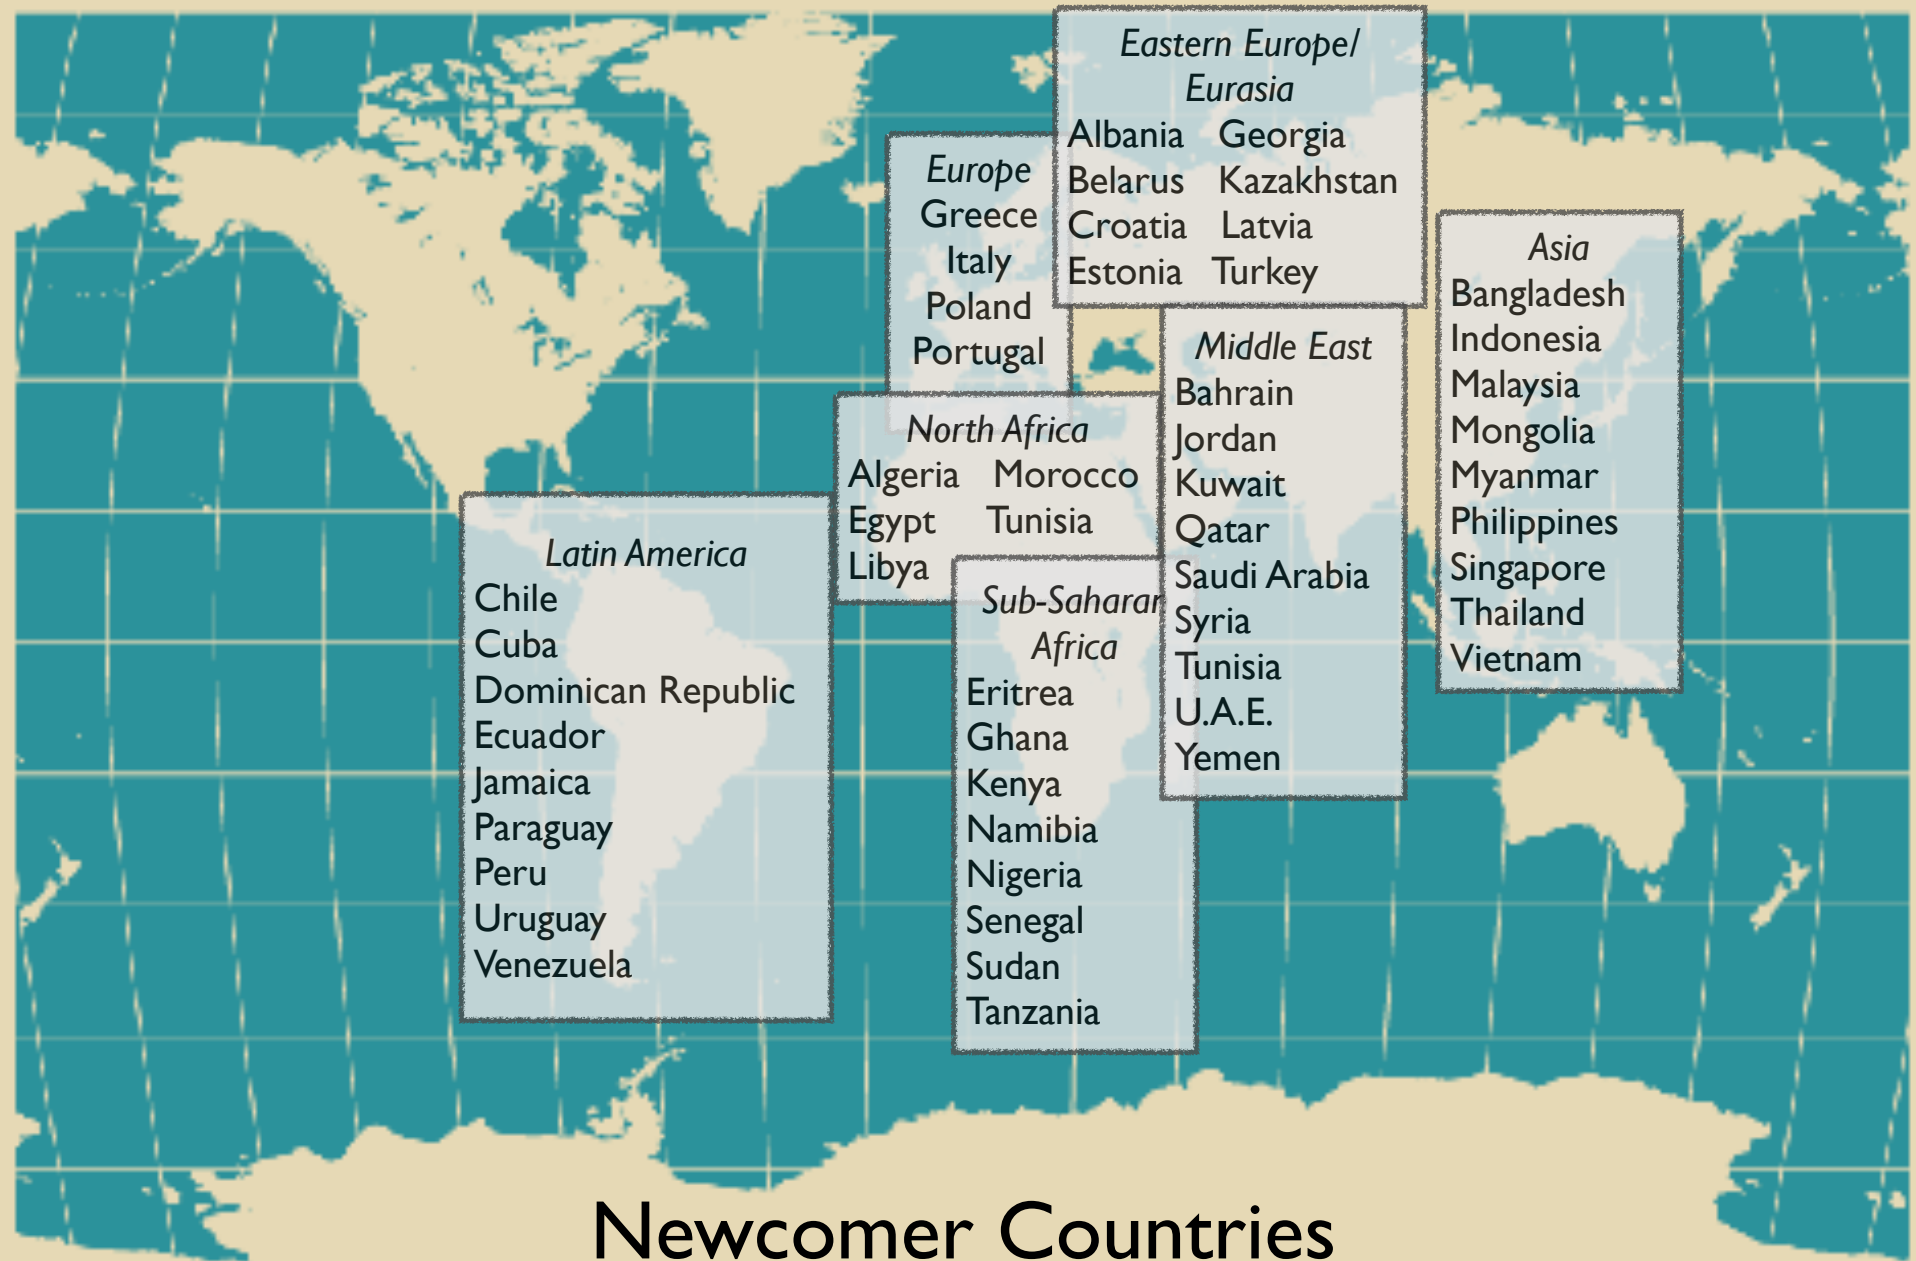 Eastern Europe/
Eurasia
Albania Georgia
Belarus Kazakhstan
Croatia Latvia
Estonia Turkey
Europe
Greece
Italy
Poland
Portugal
Asia
Bangladesh
Indonesia
Malaysia
Mongolia
Myanmar
Philippines
Singapore
Thailand
Vietnam
Middle East
Bahrain
Jordan
Kuwait
Qatar
Saudi Arabia
Syria
Tunisia
U.A.E.
Yemen
North Africa
Algeria Morocco
Egypt Tunisia
Libya
Latin America
Chile
Cuba
Dominican Republic
Ecuador
Jamaica
Paraguay
Peru
Uruguay
Venezuela
Sub-Saharan
Africa
Eritrea
Ghana
Kenya
Namibia
Nigeria
Senegal
Sudan
Tanzania
Newcomer Countries